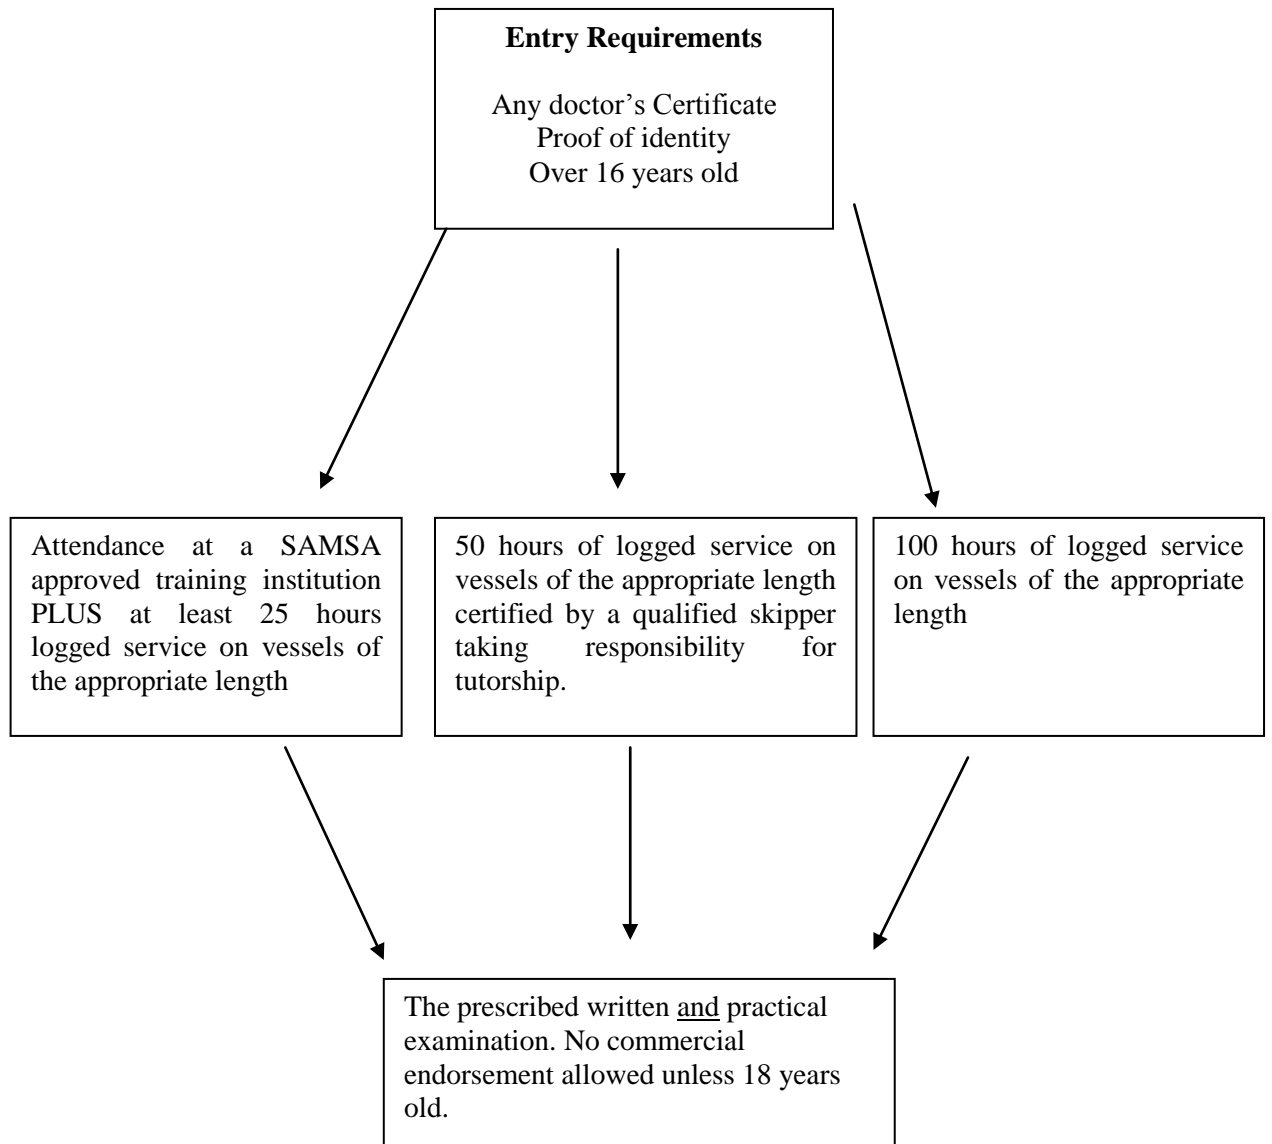 Entry Requirements
Any doctor’s Certificate
Proof of identity
Over 16 years old
Attendance at a SAMSA
approved training institution
PLUS at least 25 hours
logged service on vessels of
the appropriate length
50 hours of logged service on
vessels of the appropriate length
certified by a qualified skipper
taking responsibility for
tutorship.
100 hours of logged service
on vessels of the appropriate
length
The prescribed written and practical
examination. No commercial
endorsement allowed unless 18 years
old.